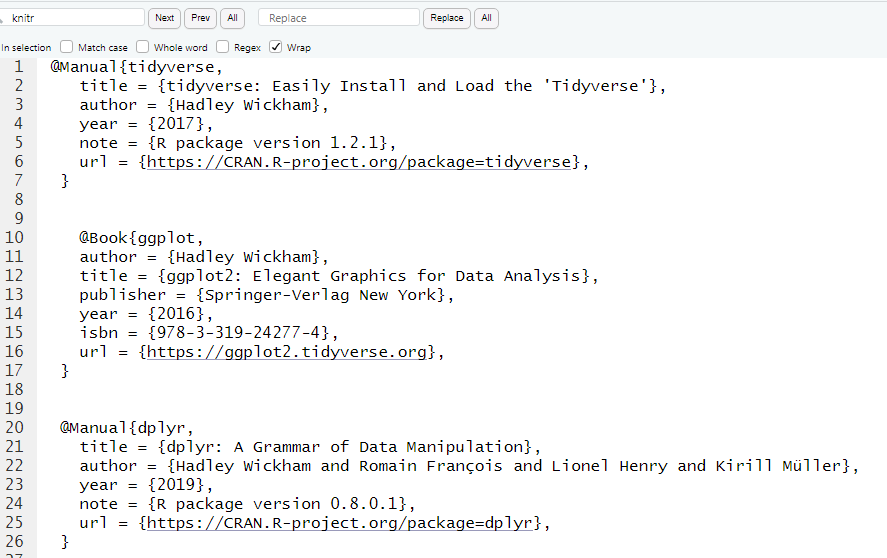 knitr Next Prev All Replace Replace All
In selection Match case Whole word Regex Wrap
1 @Manual{tidyverse,
2 title = {tidyverse: Easily Install and Load the 'Tidyverse'},
3 author = {Hadley Wickham},
4 year = {2017},
5 note = {R package version 1.2.1},
6 url = {https://CRAN.R-project.org/package=tidyverse},
7 }
8
9
10 @Book{ggplot,
11 author = {Hadley Wickham},
12 title = {ggplot2: Elegant Graphics for Data Analysis},
13 publisher = {Springer-Verlag New York},
14 year = {2016},
15 isbn = {978-3-319-24277-4},
16 url = {https://ggplot2.tidyverse.org},
17 }
18
19
20 @Manual{dplyr,
21 title = {dplyr: A Grammar of Data Manipulation},
22 author = {Hadley Wickham and Romain François and Lionel Henry and Kirill Müller},
23 year = {2019},
24 note = {R package version 0.8.0.1},
25 url = {https://CRAN.R-project.org/package=dplyr},
26 }